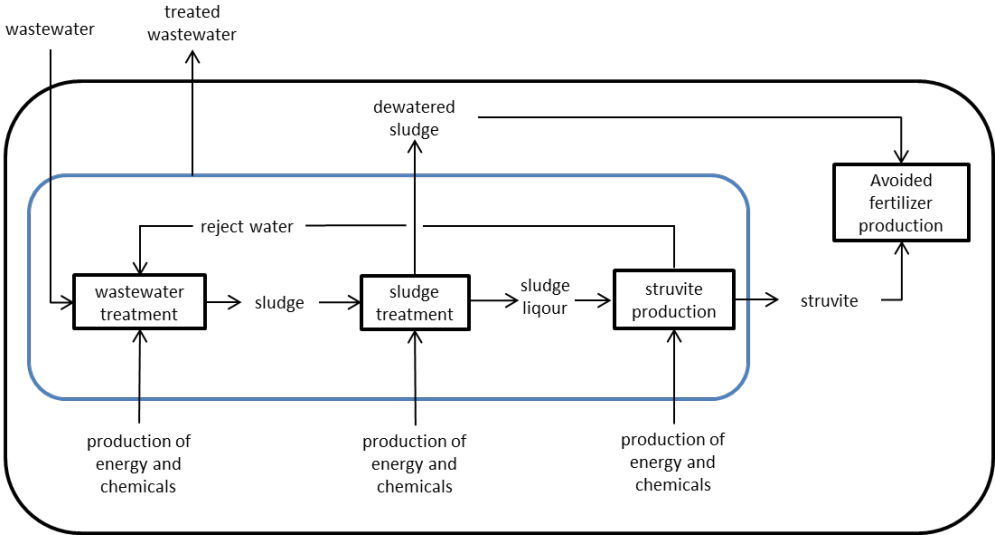 wastewater
treated
wastewater
dewatered
sludge
Avoided
fertilizer
production
reject water
wastewater
treatment
sludge
sludge
treatment
sludge
liqour
struvite
production
struvite
production of
energy and
chemicals
production of
energy and
chemicals
production of
energy and
chemicals